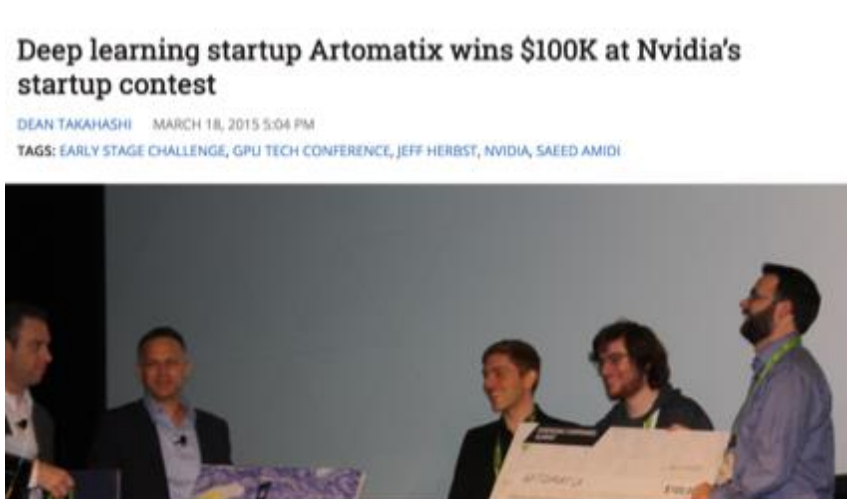 Deep learning startup Artomatix wins $100K at Nvidia's
startup contest
DEAN TAKAHASHI MARCH 18, 2015 5:04 PM
TAGS: EARLY STAGE CHALLENGE, GPU TECH CONFERENCE, JEFF HERBST, NVIDIA, SAEED AMIDI
ARTOMATIX